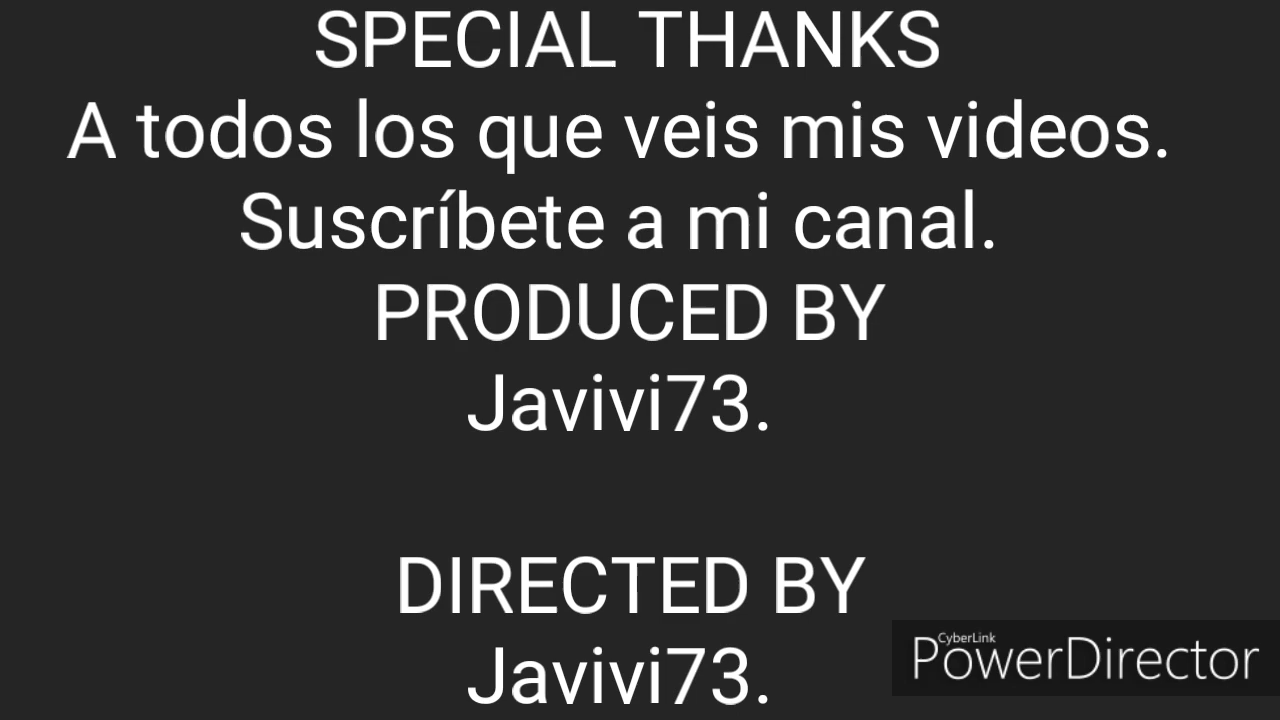 SPECIAL THANKS
A todos los que veis mis videos.
Suscríbete a mi canal.
PRODUCED BY
Javivi73.
DIRECTED BY
Javivi73.
CyberLink
PowerDirector